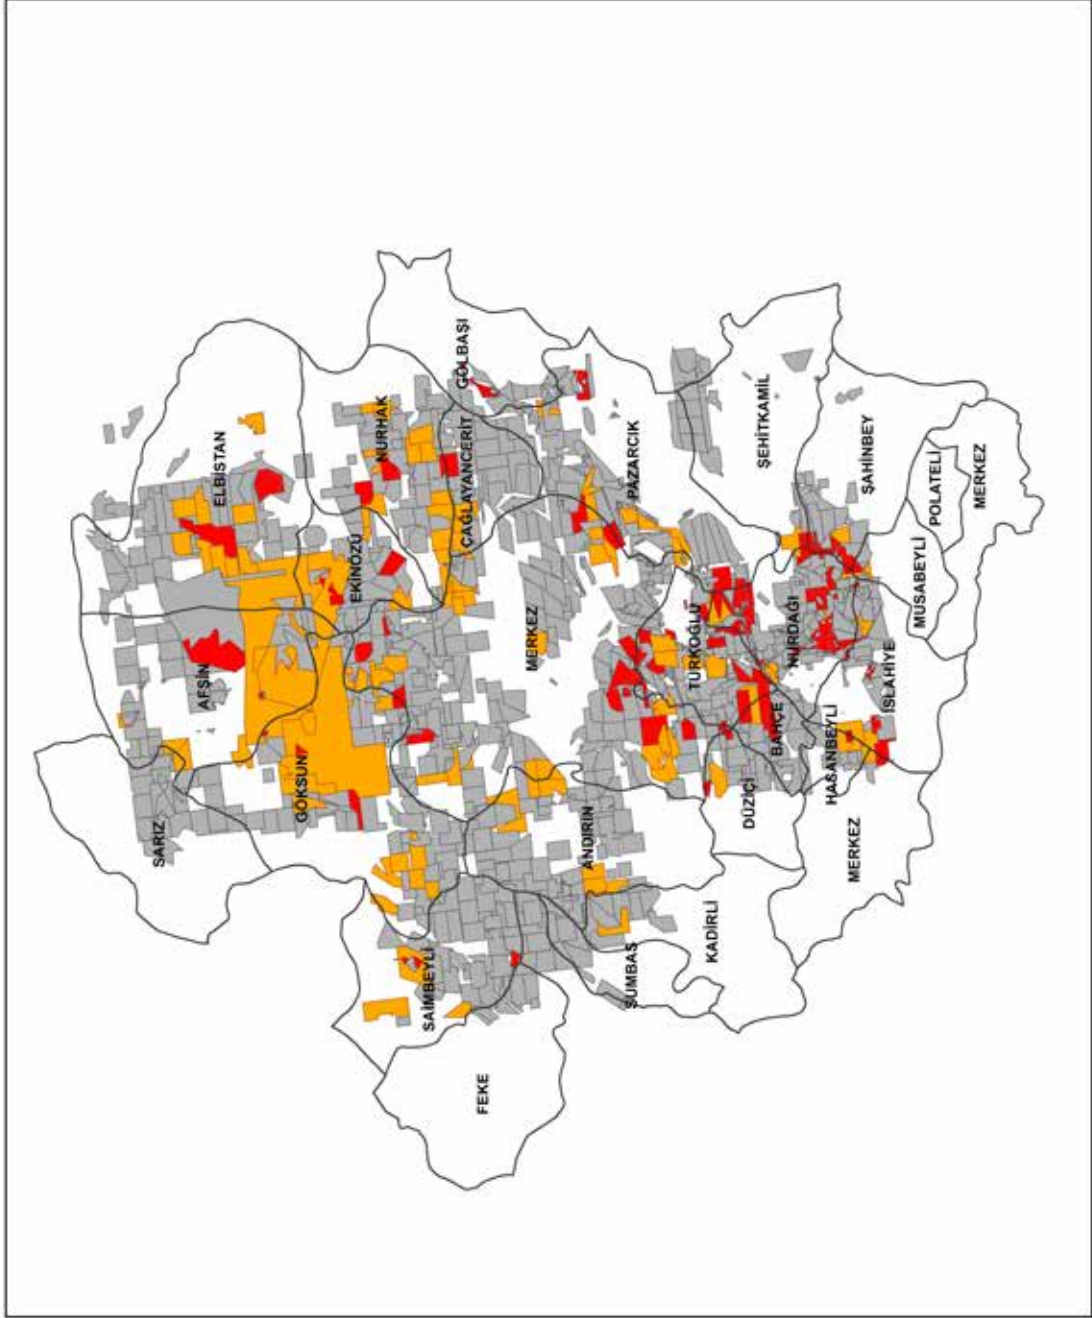 SARIZ
AFŞİN
ELBİSTAN
GÖKSUN
EKİNÖZÜ
NURHAK
SAİMBEYLİ
GÖLBAŞI
ÇAĞLAYANCERİT
FEKE
MERKEZ
ANDIRIN
SUMBAS
PAZARCIK
TÜRKOĞLU
KADİRLİ
DÜZİÇİ
ŞEHİTKAMİL
BAHÇE
NURDAĞI
HASANBEYLİ
MERKEZ
ŞAHİNBEY
İSLAHİYE
MUSABEYLİ
POLATELİ
MERKEZ